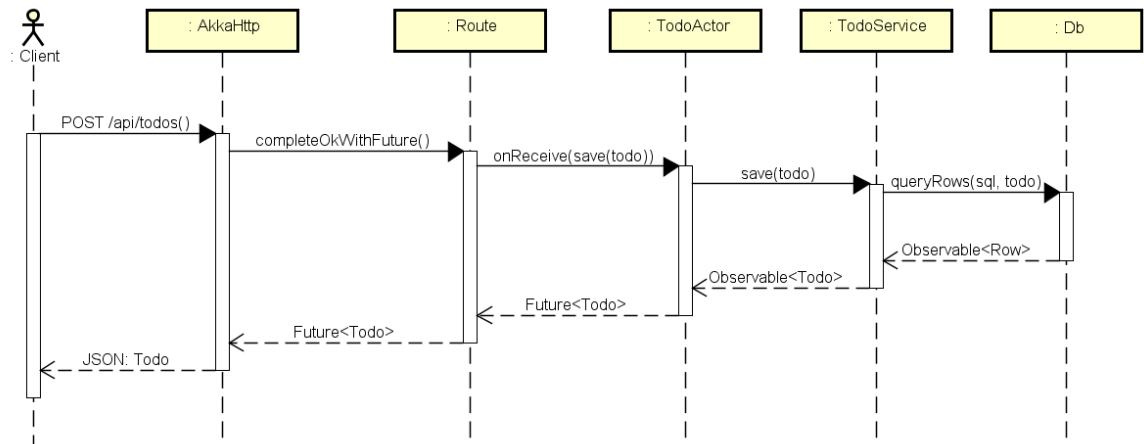 : Client
: AkkaHttp
: Route
: TodoActor
: TodoService
: Db
POST /api/todos()
completeOkWithFuture()
onReceive(save(todo))
save(todo)
queryRows(sql, todo)
Observable<Row>
Observable<Todo>
Future<Todo>
Future<Todo>
JSON: Todo